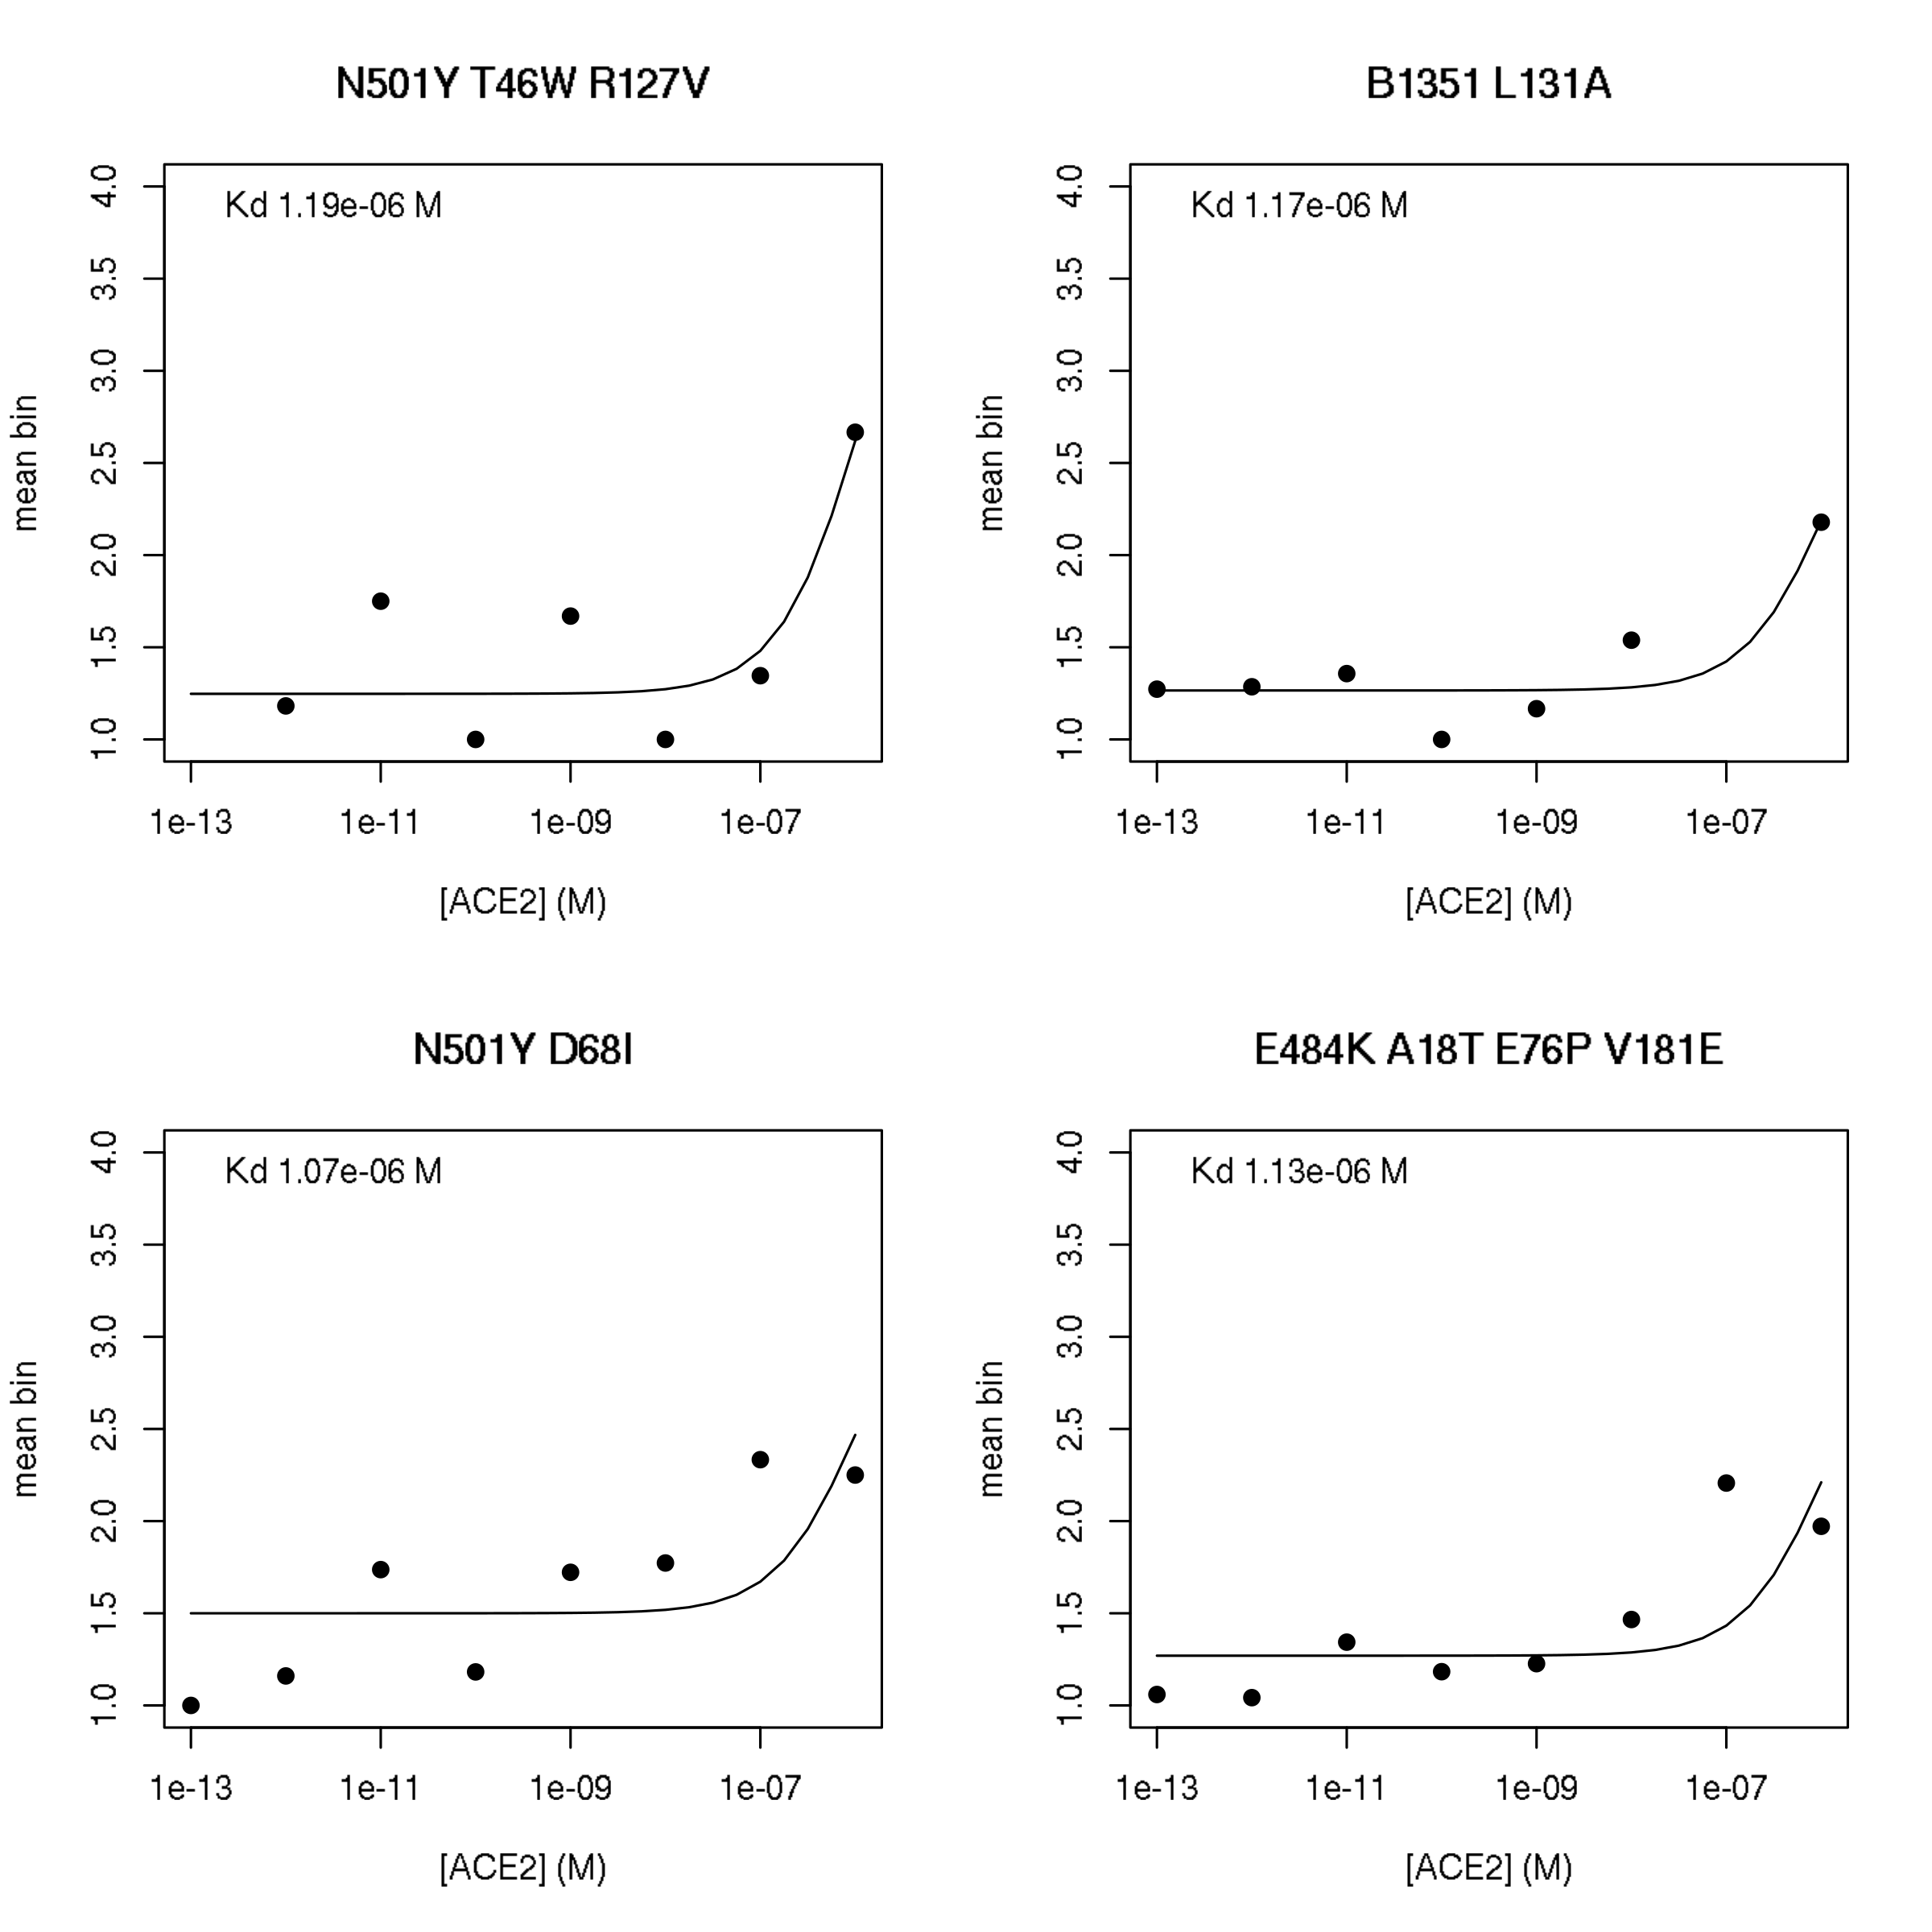 N501Y T46W R127V
Kd 1.19e-06 M
mean bin
4.0
3.5
3.0
2.5
2.0
1.5
1.0
1e-13 1e-11 1e-09 1e-07
[ACE2] (M)
B1351 L131A
Kd 1.17e-06 M
mean bin
4.0
3.5
3.0
2.5
2.0
1.5
1.0
1e-13 1e-11 1e-09 1e-07
[ACE2] (M)
N501Y D68I
Kd 1.07e-06 M
mean bin
4.0
3.5
3.0
2.5
2.0
1.5
1.0
1e-13 1e-11 1e-09 1e-07
[ACE2] (M)
E484K A18T E76P V181E
Kd 1.13e-06 M
mean bin
4.0
3.5
3.0
2.5
2.0
1.5
1.0
1e-13 1e-11 1e-09 1e-07
[ACE2] (M)